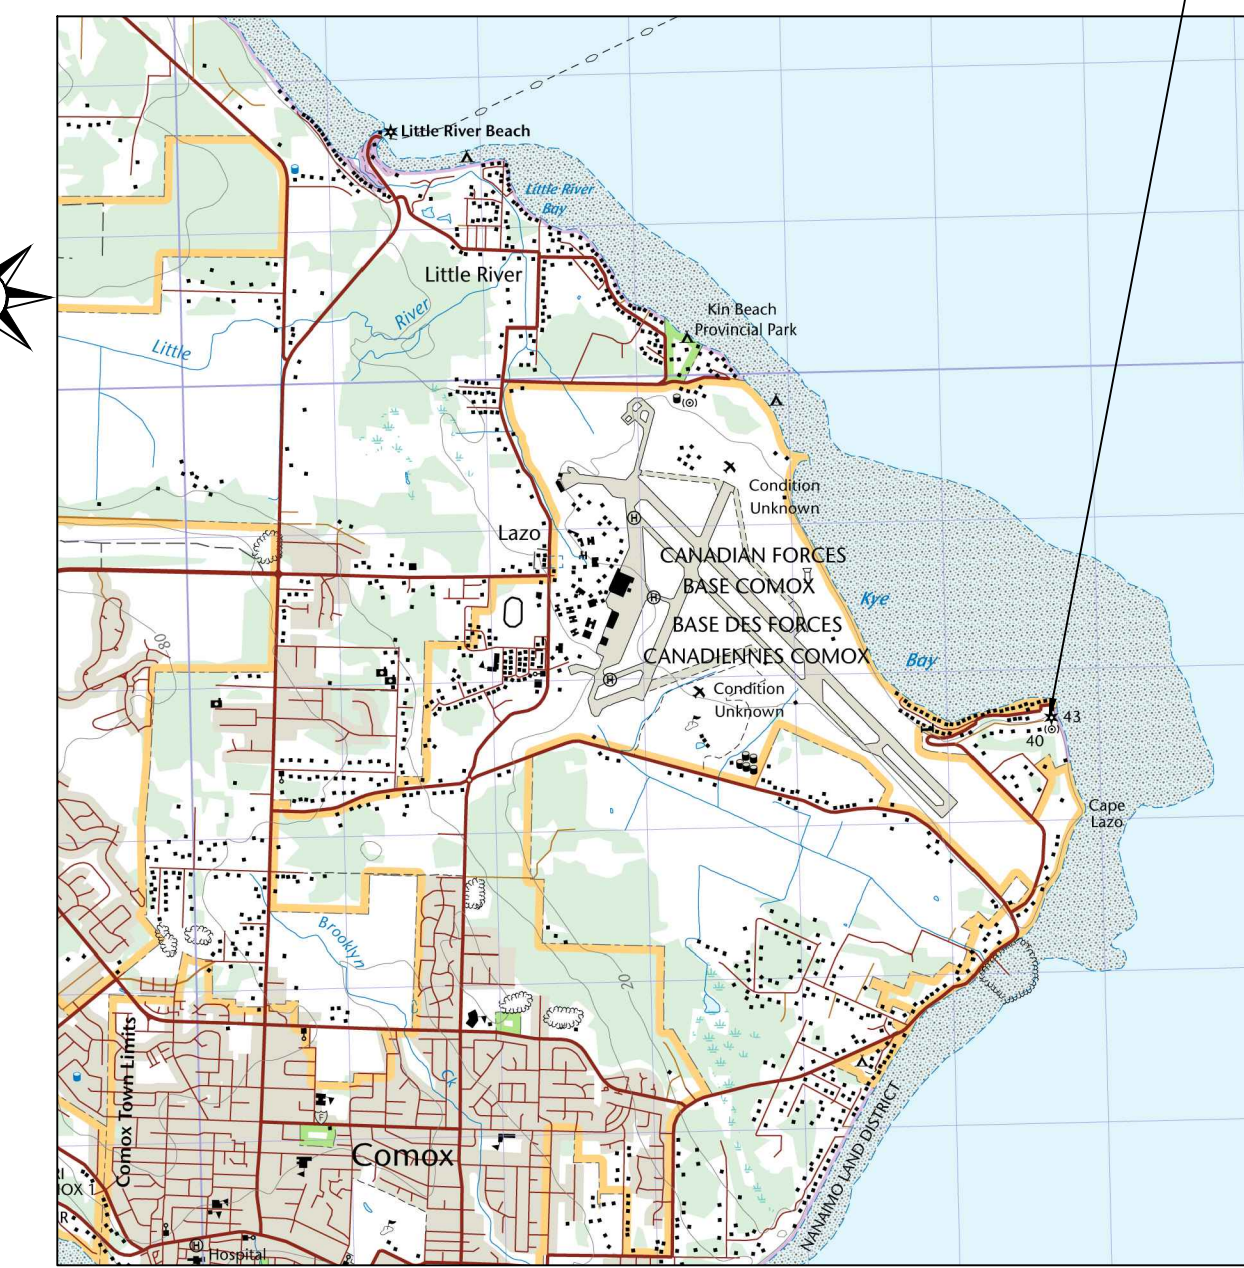 Little River Beach
Little River
Bay
Little River
River
Little
Kin Beach
Provincial Park
Condition
Unknown
Lazo
CANADIAN FORCES
BASE COMOX
BASE DES FORCES
CANADIENNES COMOX
Kye
Bay
80
Condition
Unknown
43
40
Cape
Lazo
Brooklyn
20
Ck
Comox Town Limits
NANAIMO LAND DISTRICT
Comox
Hospital
H
H
H
H